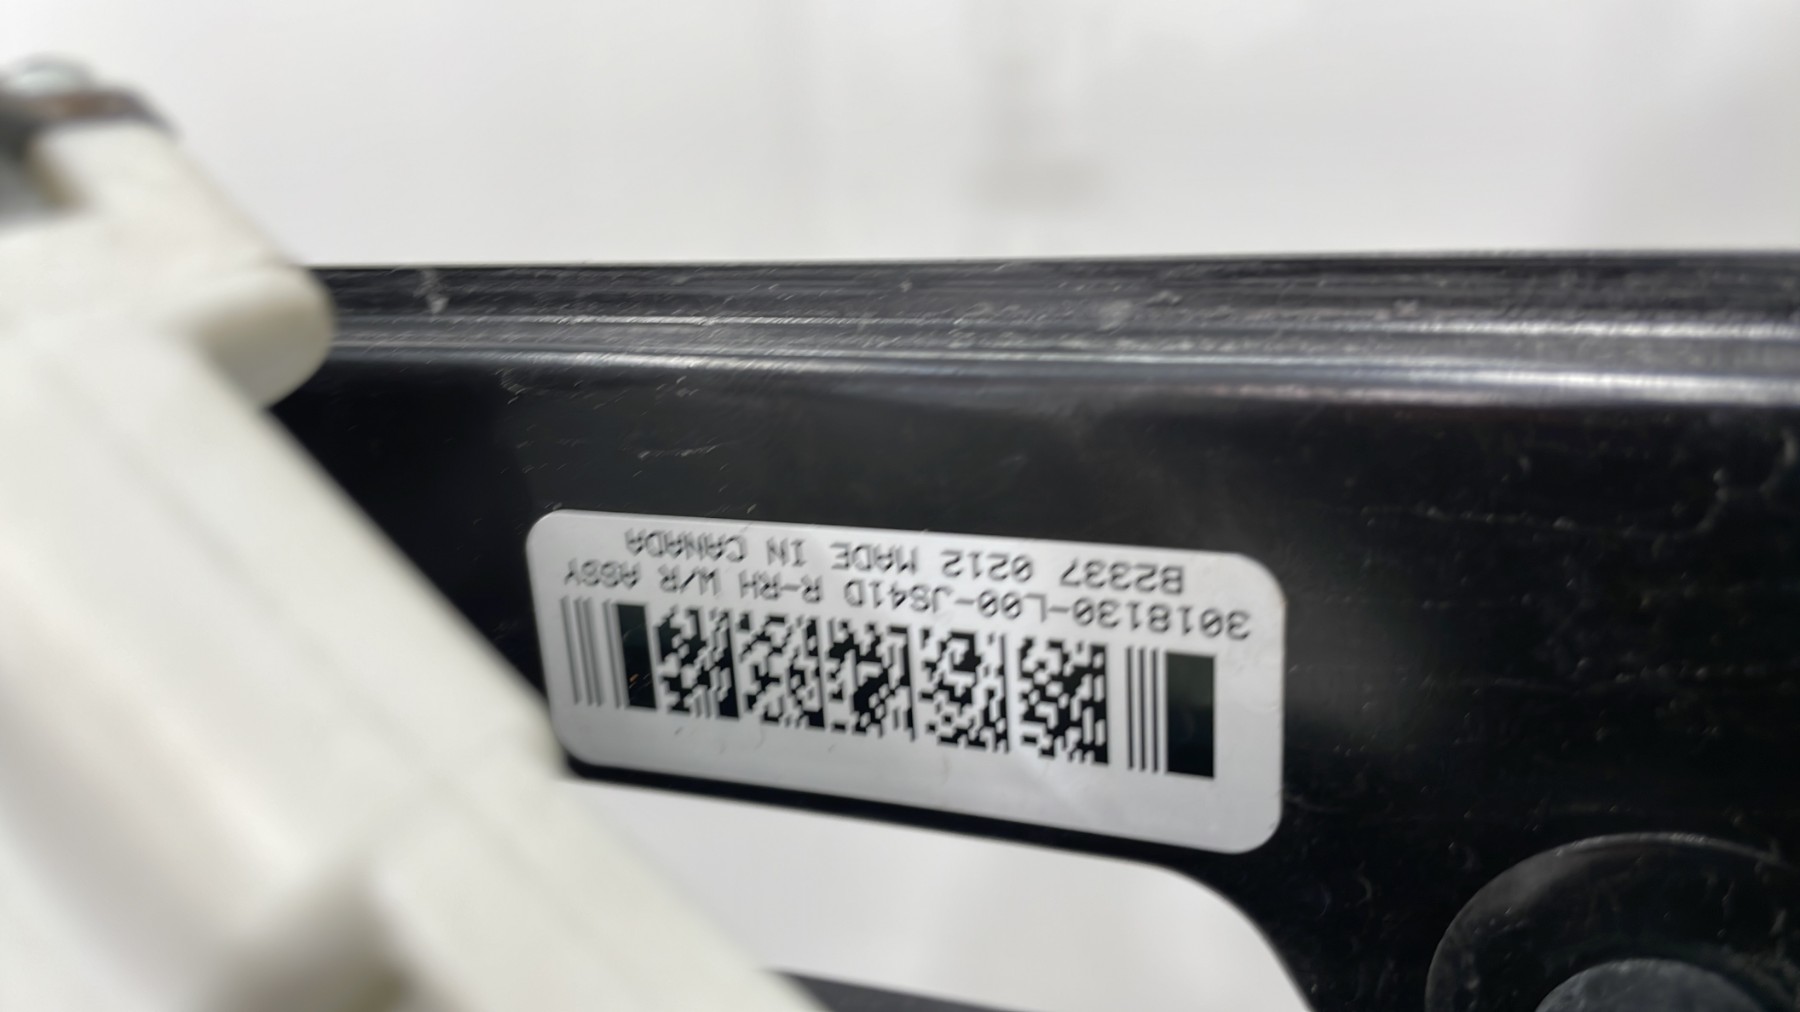 3018130-L00-JS41D R-RH W/R ASSY
B2337 0212 MADE IN CANADA